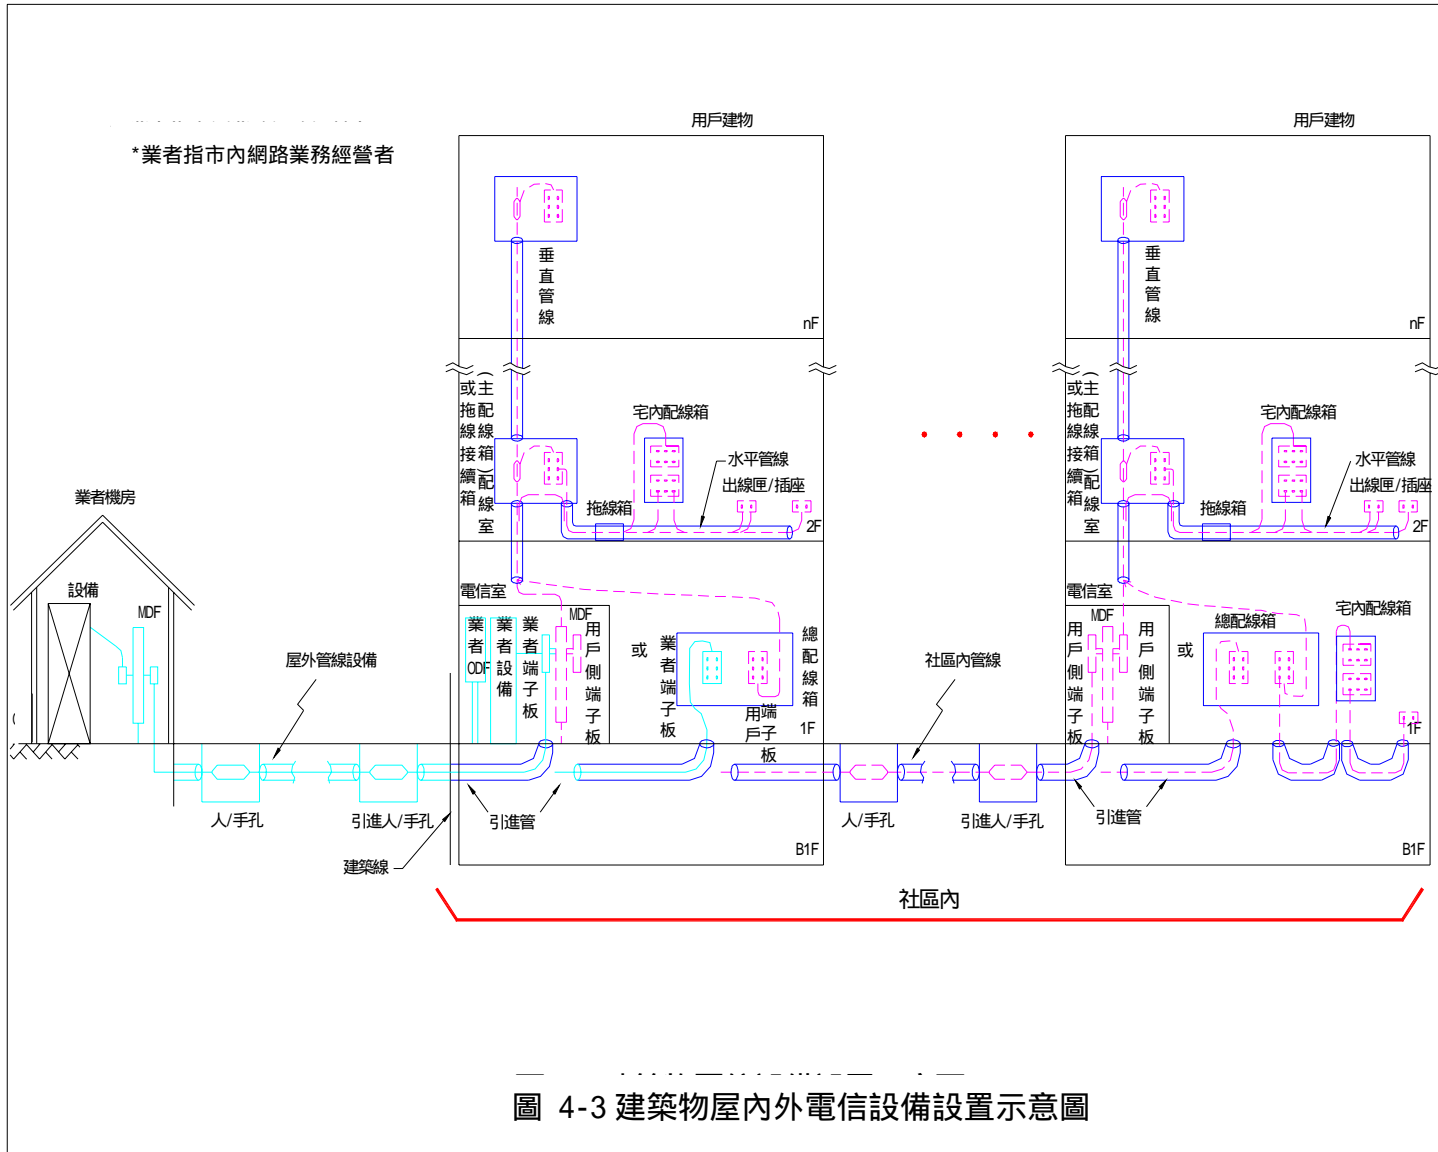 *業者指市內網路業務經營者
用戶建物
用戶建物
垂直管線
nF
垂直管線
nF
(主配線箱)配線室
或拖線接續箱
宅內配線箱
水平管線
出線匣/插座
拖線箱
2F
(主配線箱)配線室
或拖線接續箱
宅內配線箱
水平管線
出線匣/插座
拖線箱
2F
業者機房
設備
MDF
屋外管線設備
電信室
業者ODF
業者設備
業者端子板
MDF
用戶側端子板
或
業者端子板
用戶端子板
總配線箱
1F
社區內管線
電信室
用戶側端子板
MDF
用戶側端子板
或
總配線箱
宅內配線箱
1F
(
人/手孔
引進人/手孔
引進管
人/手孔
引進人/手孔
引進管
B1F
B1F
建築線
社區內
圖 4-3 建築物屋內外電信設備設置示意圖